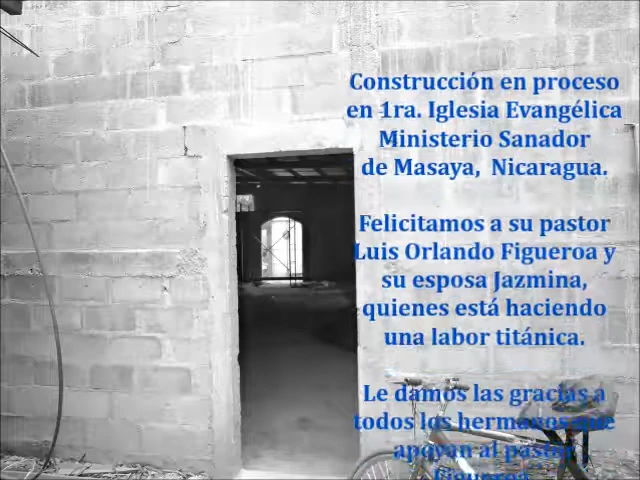 Construcción en proceso
en 1ra. Iglesia Evangélica
Ministerio Sanador
de Masaya, Nicaragua.
Felicitamos a su pastor
Luis Orlando Figueroa y
su esposa Jazmina,
quienes está haciendo
una labor titánica.
Le damos las gracias a
todos los hermanos que
apoyan al pastor
Figueroa